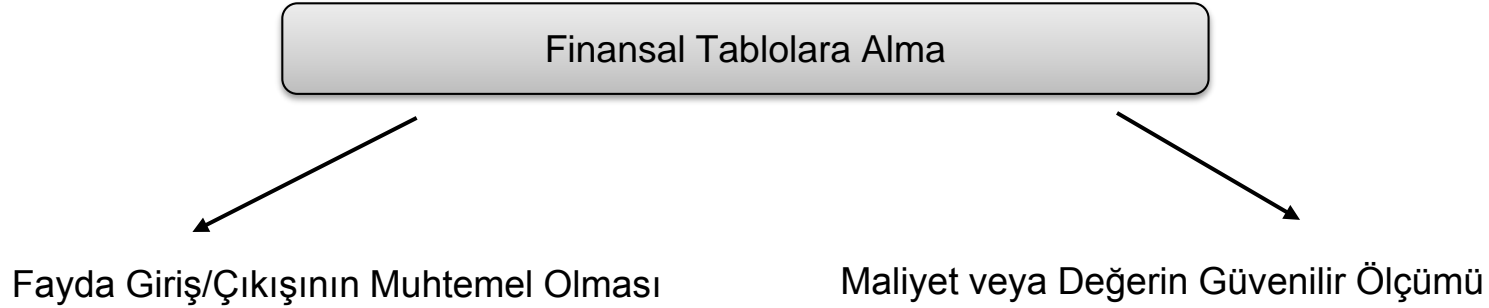 Finansal Tablolara Alma
Fayda Giriş/Çıkışının Muhtemel Olması
Maliyet veya Değerin Güvenilir Ölçümü